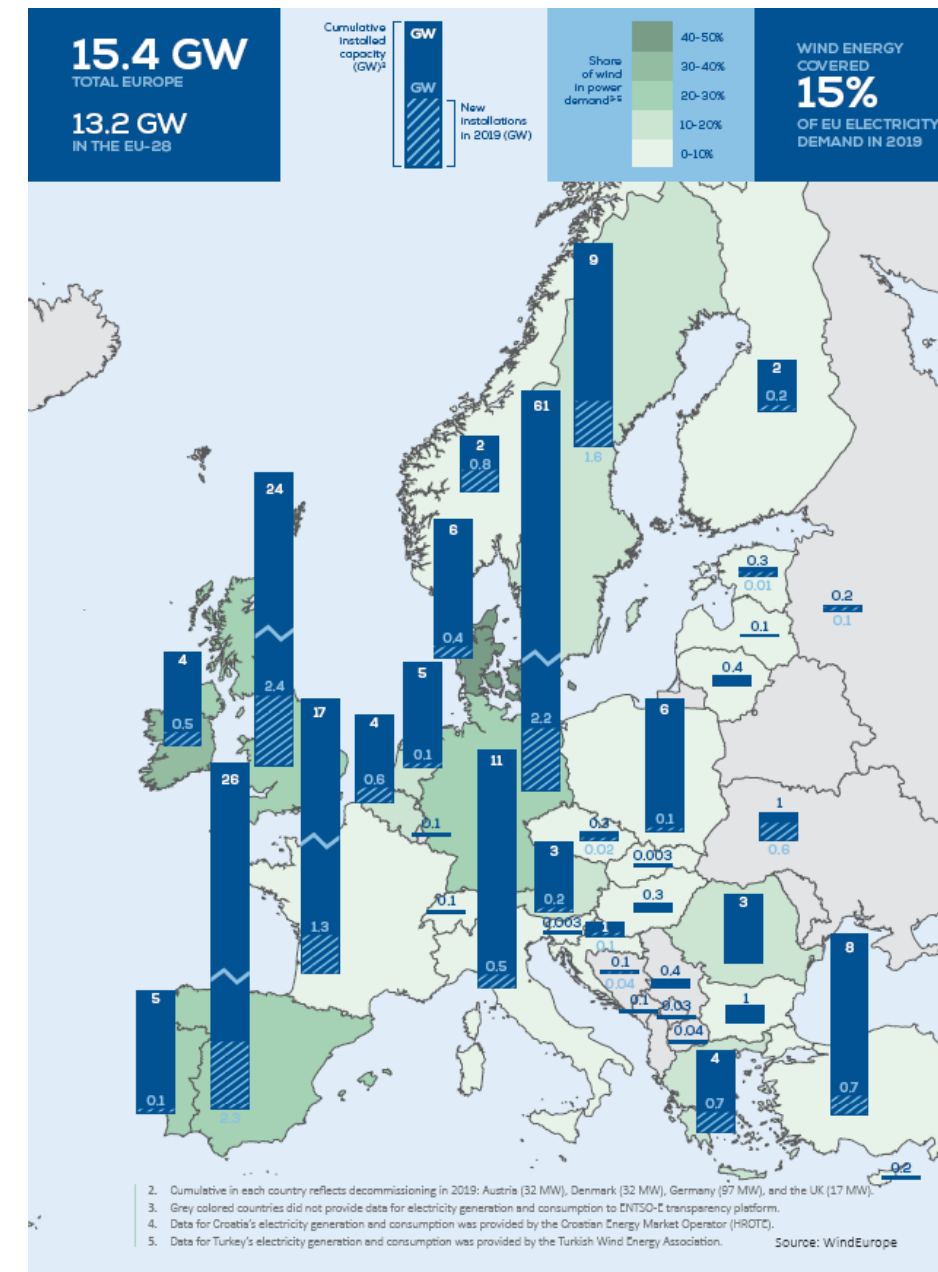 15.4 GW
TOTAL EUROPE
13.2 GW
IN THE EU-28
Cumulative
installed
capacity
(GW)²
GW
GW
New
installations
in 2019 (GW)
Share
of wind
in power
demand³⁻⁵
40-50%
30-40%
20-30%
10-20%
0-10%
WIND ENERGY
COVERED
15%
OF EU ELECTRICITY
DEMAND IN 2019
9
1.6
2
0.2
61
2.2
2
0.8
24
2.4
6
0.4
0.3
0.01
0.2
0.1
0.1
0.4
4
0.5
5
0.1
17
1.3
4
0.6
6
0.1
11
0.5
26
2.3
0.1
0.3
0.02
1
0.6
3
0.2
0.003
0.1
0.3
3
0.003
1
0.1
8
0.7
0.1
0.04
0.4
5
0.1
0.1
0.03
1
0.04
4
0.7
0.2
2. Cumulative in each country reflects decommissioning in 2019: Austria (32 MW), Denmark (32 MW), Germany (97 MW), and the UK (17 MW).
3. Grey colored countries did not provide data for electricity generation and consumption to ENTSO-E transparency platform.
4. Data for Croatia's electricity generation and consumption was provided by the Croatian Energy Market Operator (HROTE).
5. Data for Turkey's electricity generation and consumption was provided by the Turkish Wind Energy Association.
Source: WindEurope